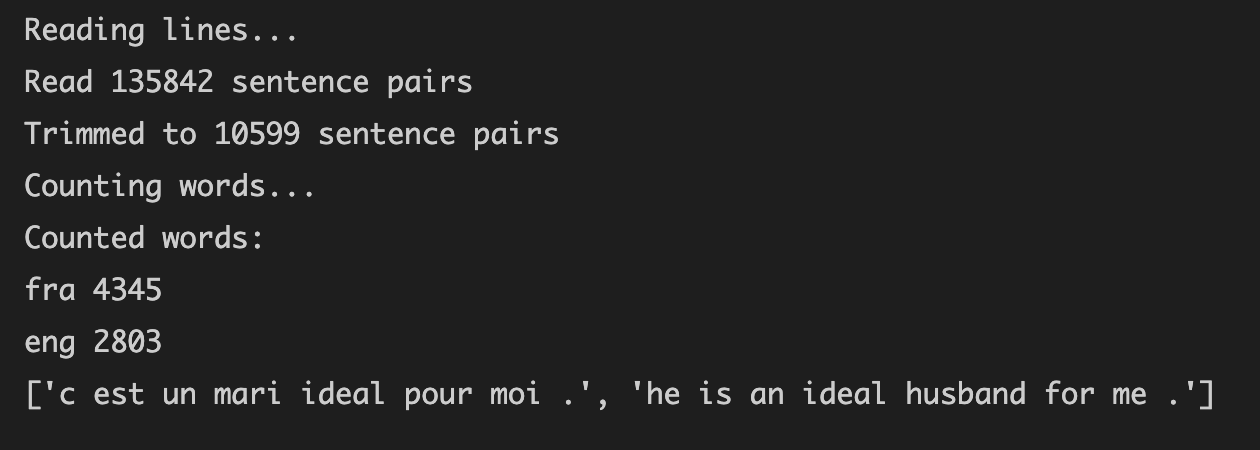 Reading lines...
Read 135842 sentence pairs
Trimmed to 10599 sentence pairs
Counting words...
Counted words:
fra 4345
eng 2803
['c est un mari ideal pour moi .', 'he is an ideal husband for me .']